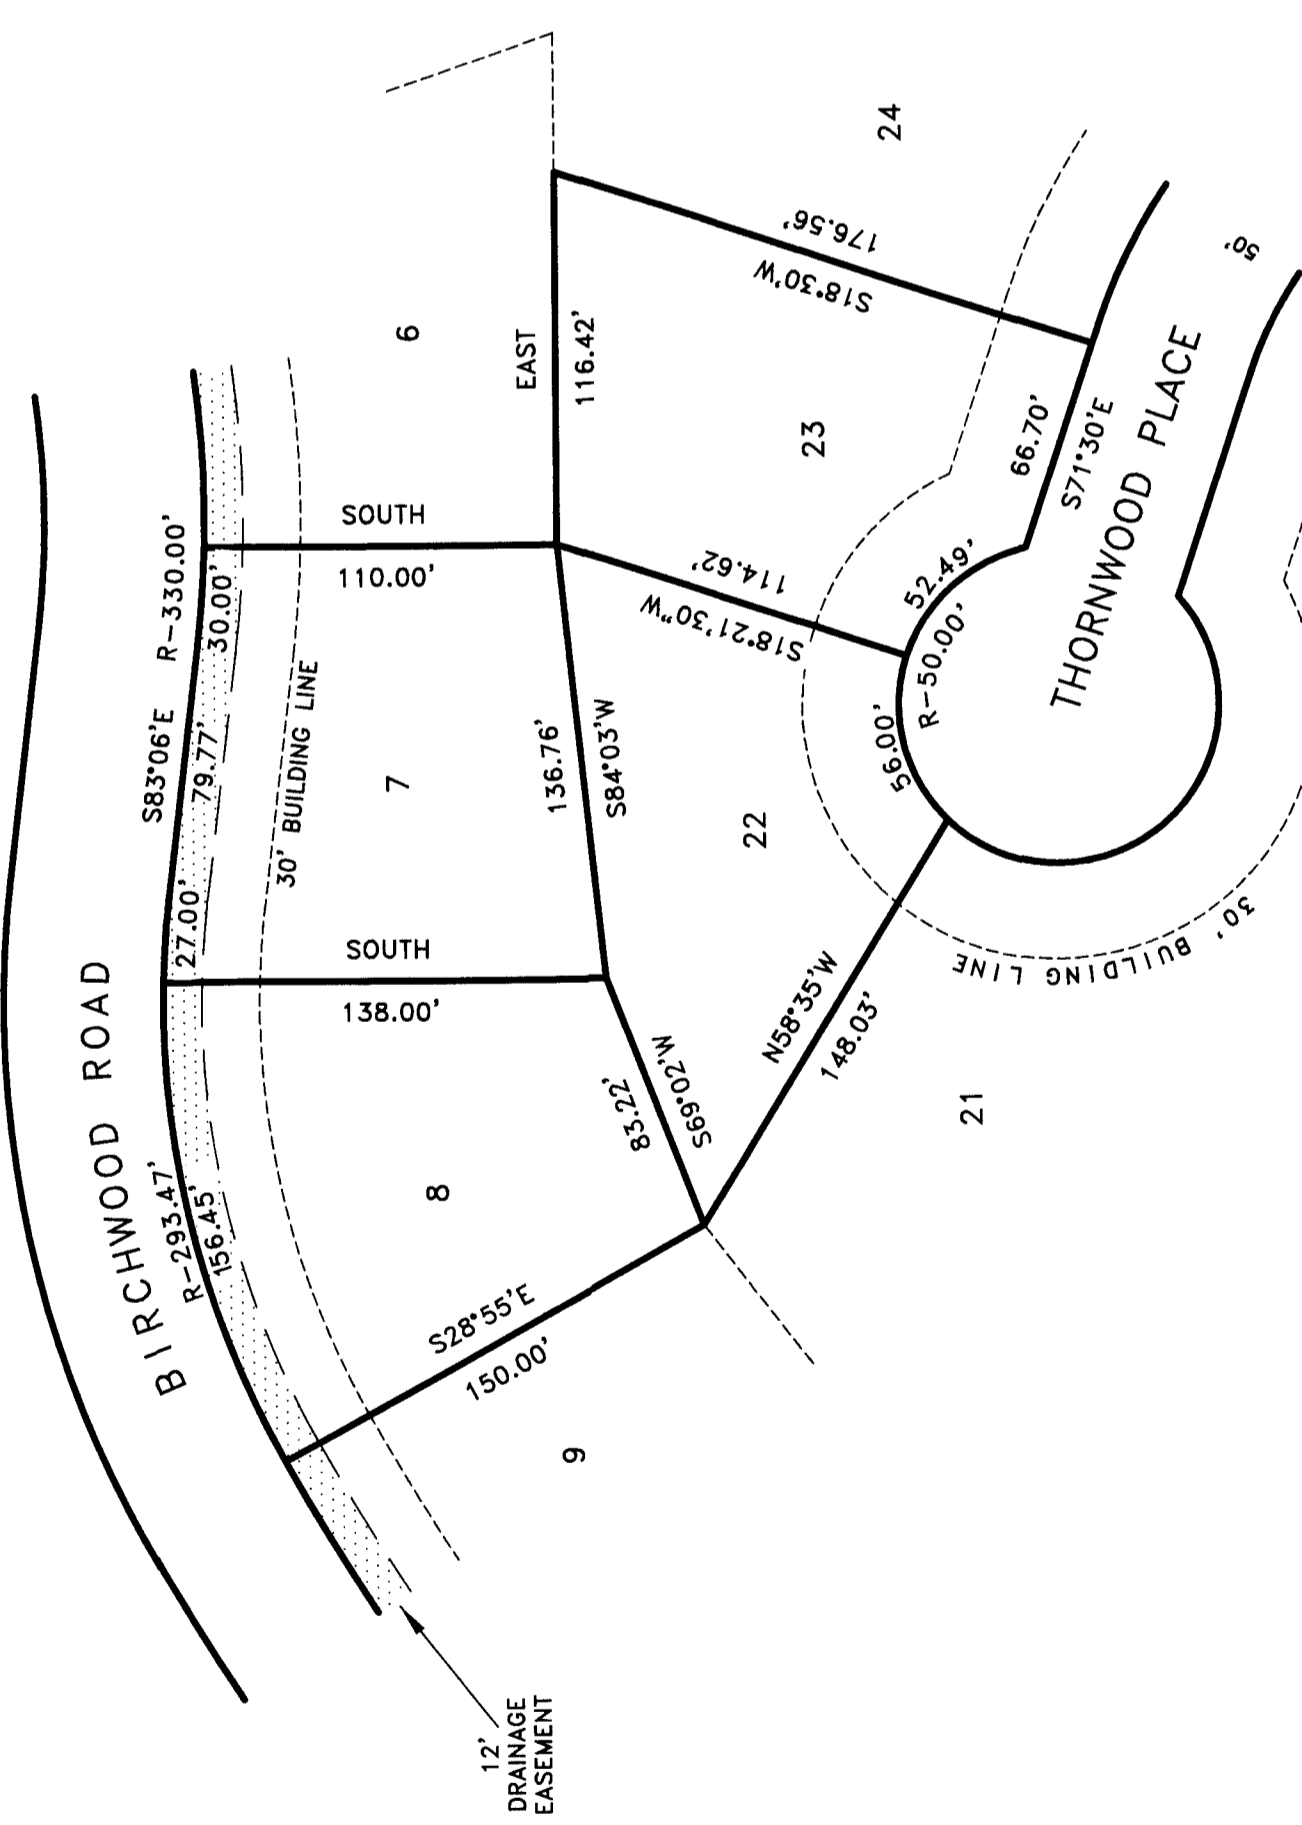 BIRCHWOOD ROAD
R-293.47'
156.45'
27.00'
S83°06'E
79.77'
R-330.00'
30.00'
30' BUILDING LINE
SOUTH
138.00'
SOUTH
110.00'
6
7
8
9
S28°55'E
150.00'
83.22'
S69°02'W
136.76'
S84°03'W
EAST
116.42'
12'
DRAINAGE
EASEMENT
21
22
23
24
N58°35'W
148.03'
114.62'
S18°21'30"W
176.56'
S18°30'W
56.00'
R-50.00'
52.49'
66.70'
S71°30'E
THORNWOOD PLACE
50'
30' BUILDING LINE